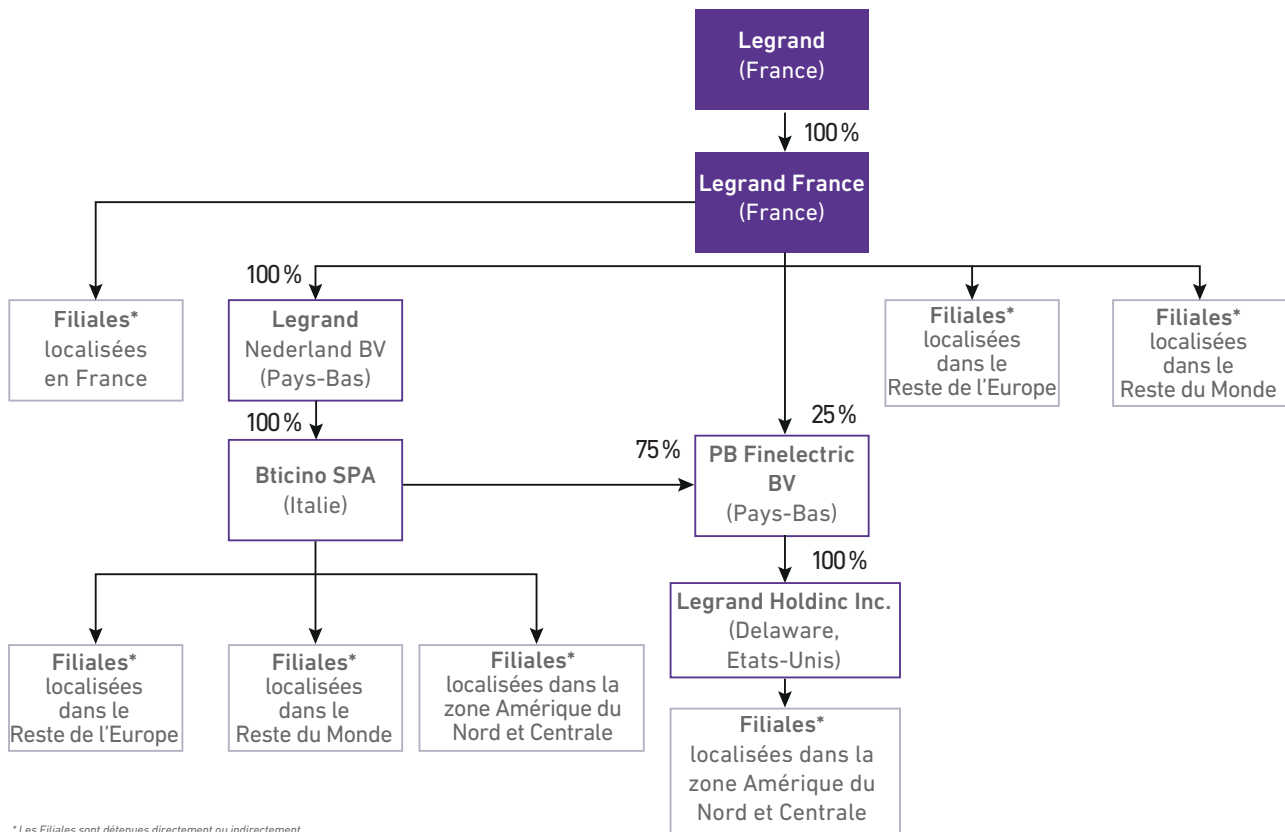 Legrand
(France)
100 %
Legrand France
(France)
100 %
Filiales*
localisées
en France
Legrand
Nederland BV
(Pays-Bas)
Filiales*
localisées
dans le
Reste de l'Europe
Filiales*
localisées
dans le
Reste du Monde
100 %
25 %
75 %
Bticino SPA
(Italie)
PB Finelectric
BV
(Pays-Bas)
100 %
Legrand Holdinc Inc.
(Delaware,
Etats-Unis)
Filiales*
localisées
dans le
Reste de l'Europe
Filiales*
localisées
dans le
Reste du Monde
Filiales*
localisées dans la
zone Amérique du
Nord et Centrale
Filiales*
localisées dans la
zone Amérique du
Nord et Centrale
* Les Filiales sont détenues directement ou indirectement